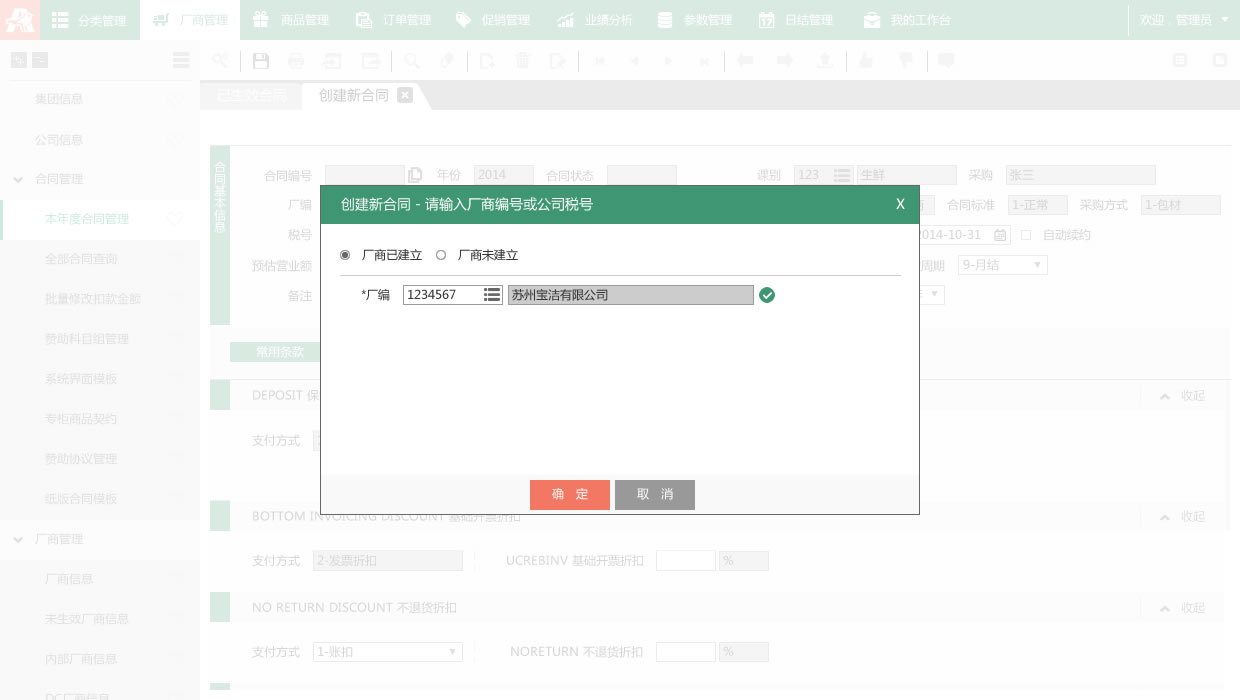 分类管理 厂商管理 商品管理 订单管理 促销管理 业绩分析 参数管理 日结管理 我的工作台 欢迎，管理员
已生效合同 创建新合同
集团信息
公司信息
合同管理
本年度合同管理
全部合同查询
批量修改扣款金额
赞助科目组管理
系统界面模板
专柜商品契约
赞助协议管理
纸版合同模板
厂商管理
厂商信息
未生效厂商信息
内部厂商信息
DC厂商信息
合同基本信息
合同编号 年份 2014 合同状态 课别 123 生鲜 采购 张三
厂编 合同标准 1-正常 采购方式 1-包材
税号 2014-10-31 自动续约
预估营业额 周期 9-月结
备注
创建新合同 - 请输入厂商编号或公司税号 X
厂商已建立 厂商未建立
*厂编 1234567 苏州宝洁有限公司
确 定 取 消
常用条款
DEPOSIT 保 收起
支付方式
BOTTOM INVOICING DISCOUNT 基础开票折扣 收起
支付方式 2-发票折扣 UCREBINV 基础开票折扣 %
NO RETURN DISCOUNT 不退货折扣 收起
支付方式 1-账扣 NORETURN 不退货折扣 %